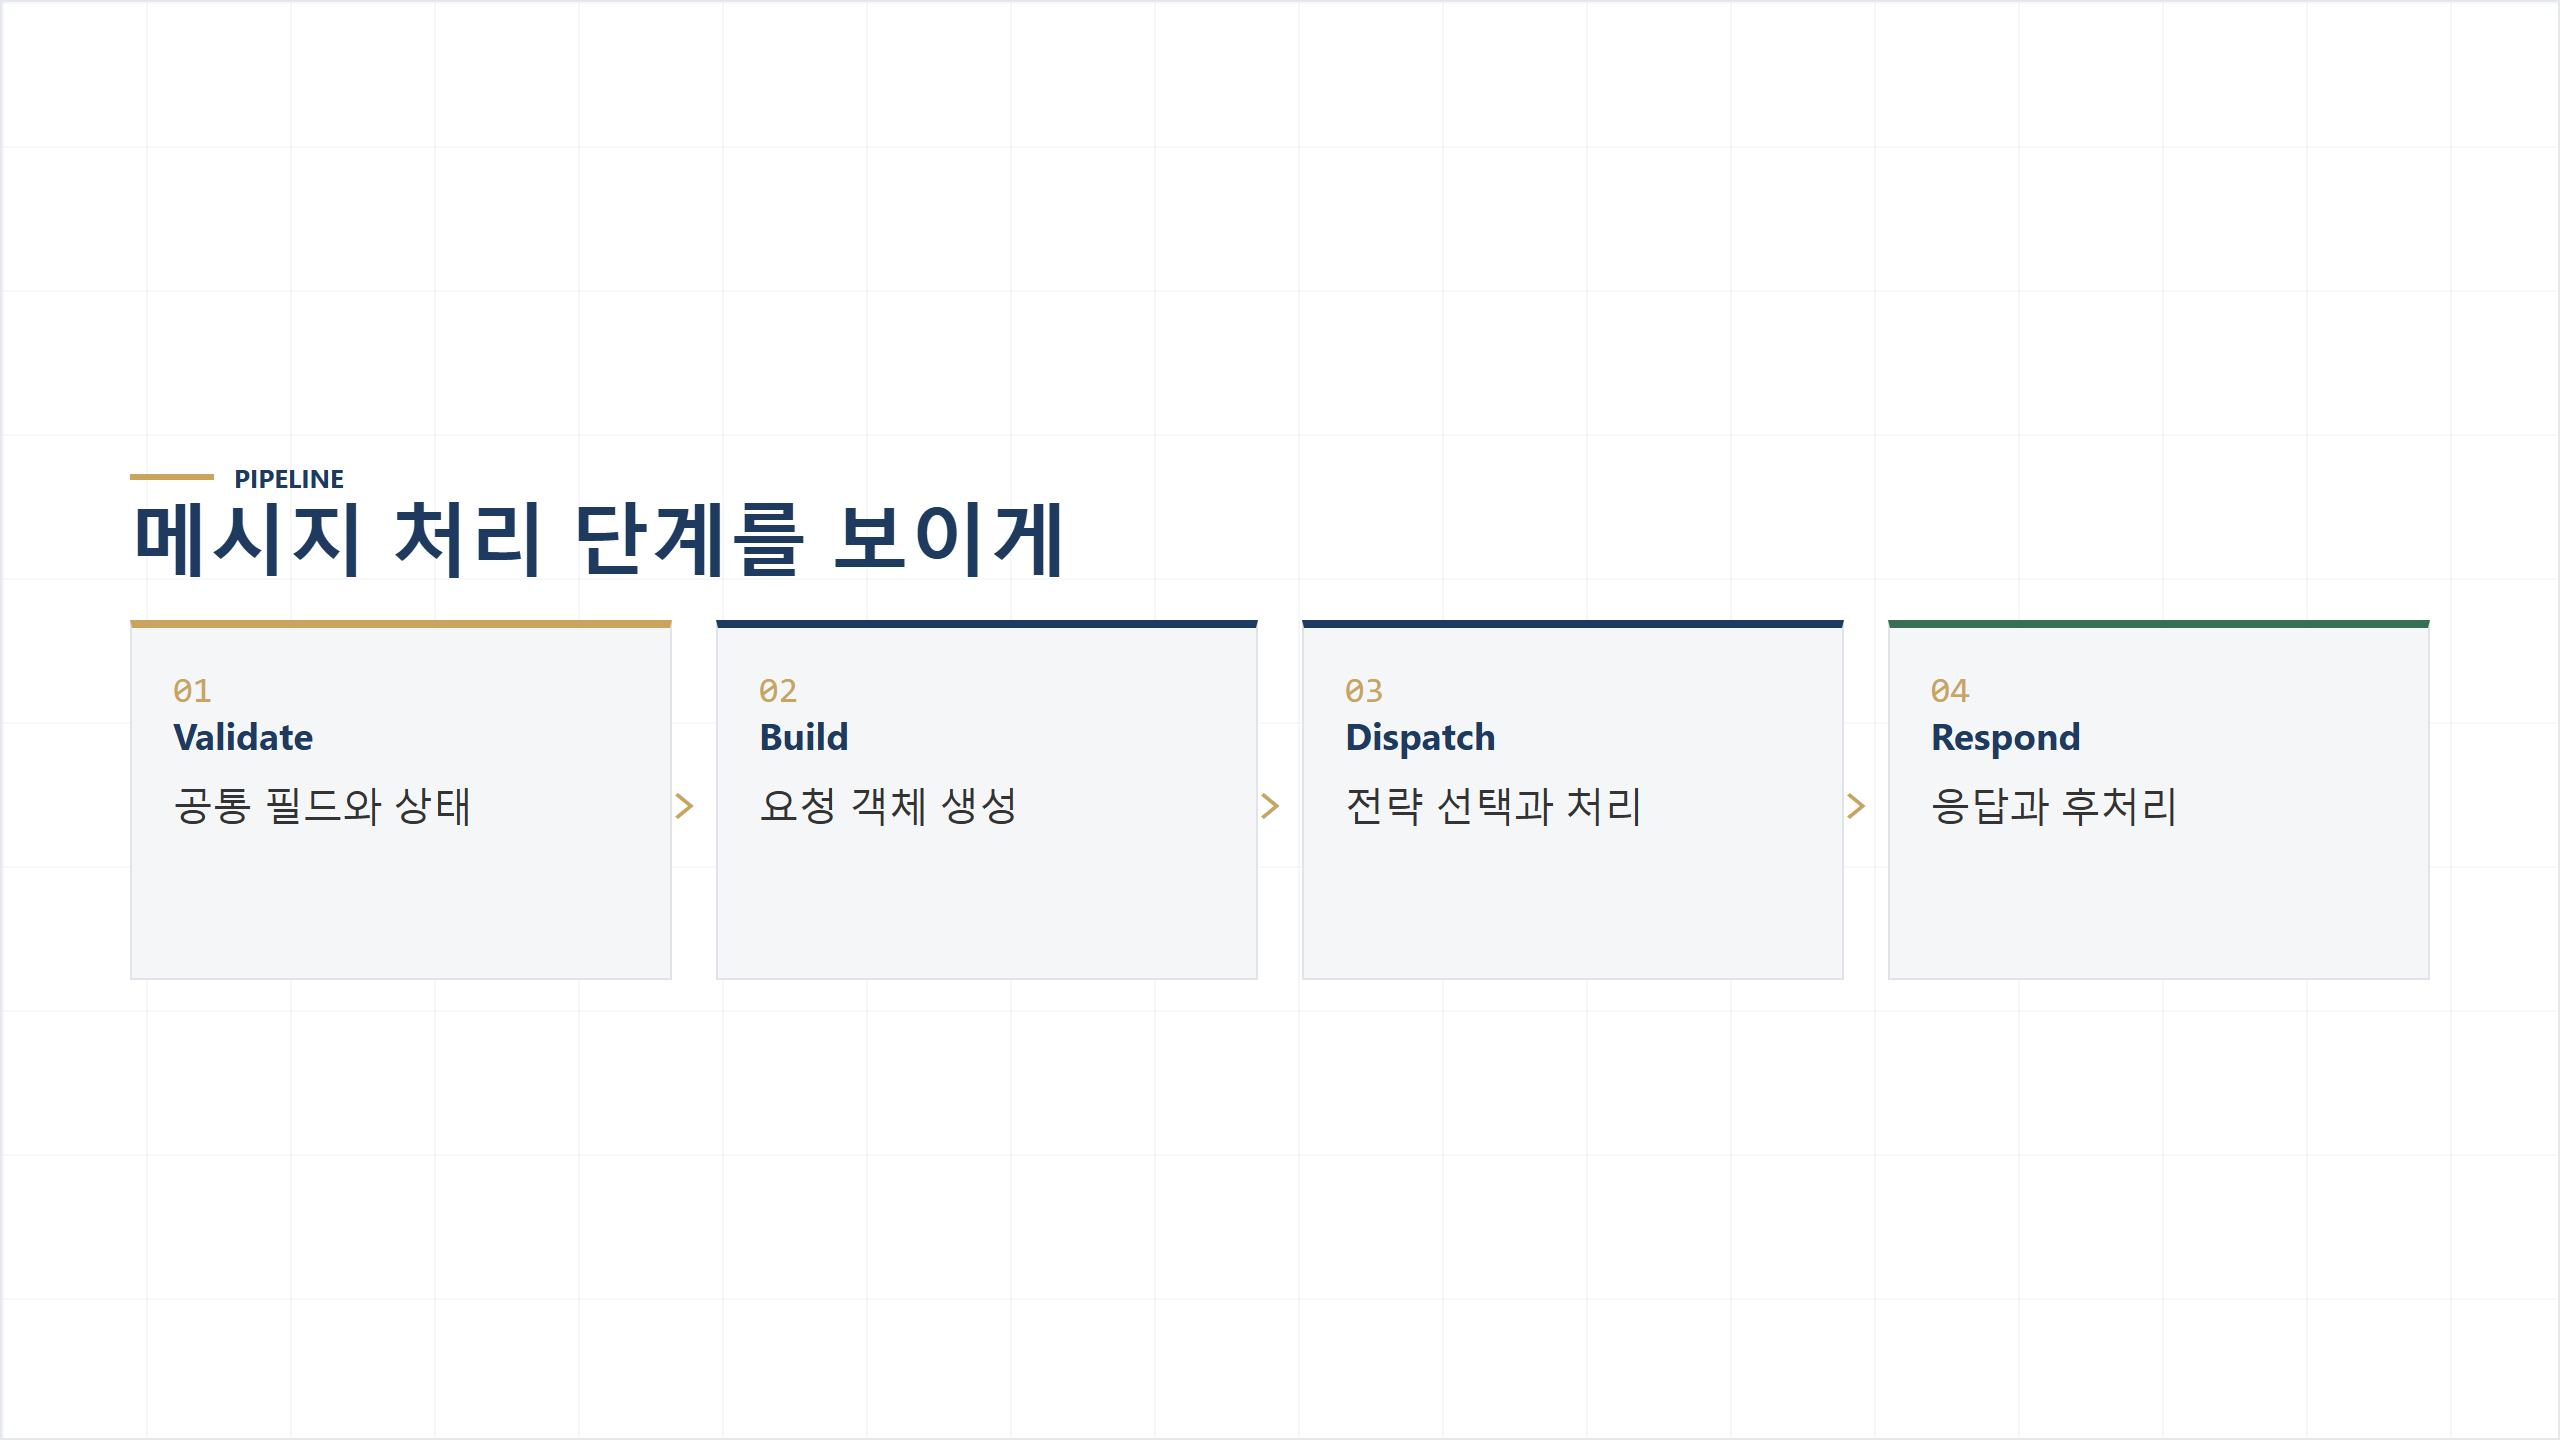 PIPELINE
메시지 처리 단계를 보이게
01
Validate
공통 필드와 상태
>
02
Build
요청 객체 생성
>
03
Dispatch
전략 선택과 처리
>
04
Respond
응답과 후처리